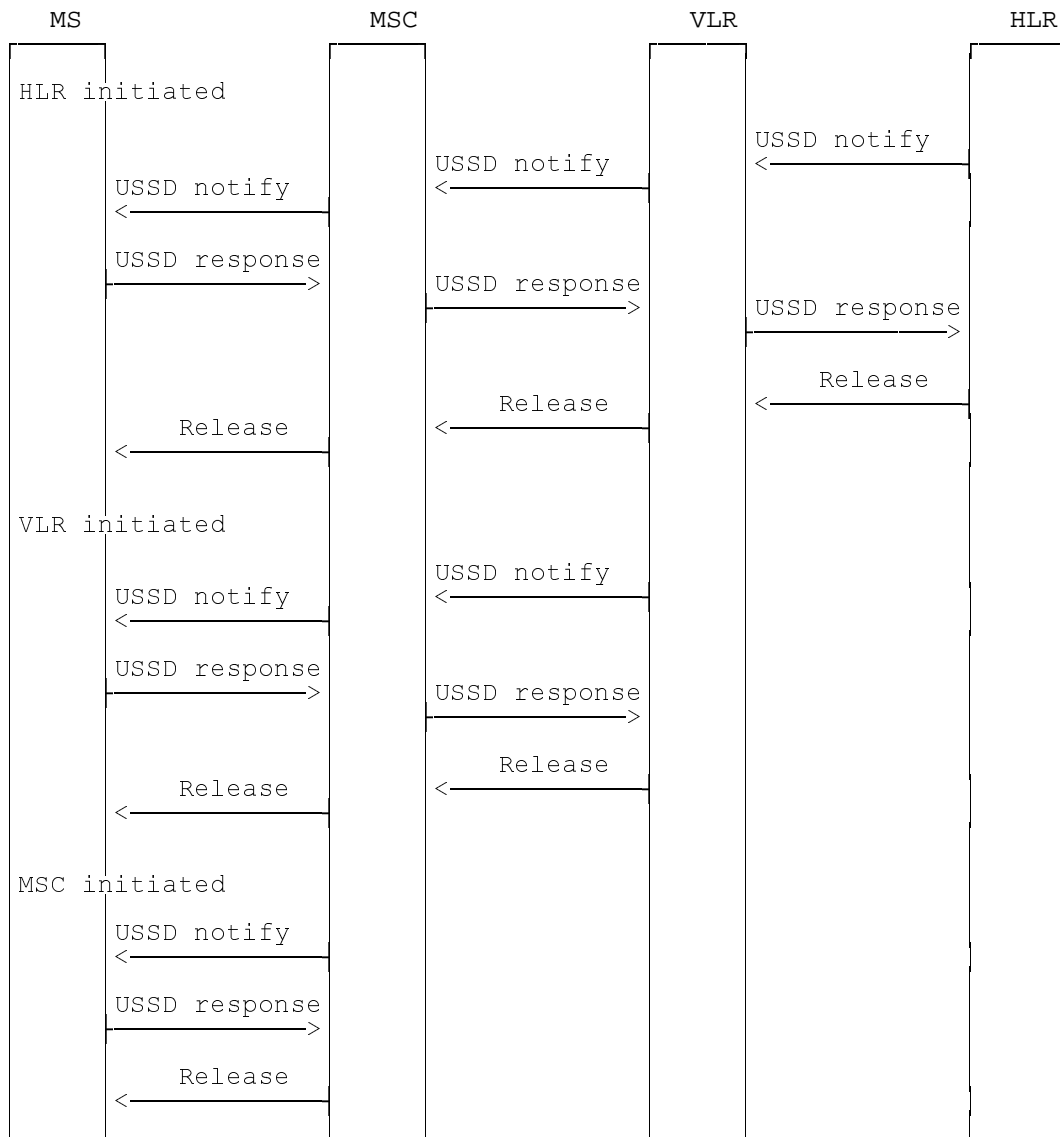 MS MSC VLR HLR
HLR initiated
USSD notify
USSD notify
USSD notify
USSD response
USSD response
USSD response
Release
Release
Release
VLR initiated
USSD notify
USSD notify
USSD response
USSD response
Release
Release
MSC initiated
USSD notify
USSD response
Release